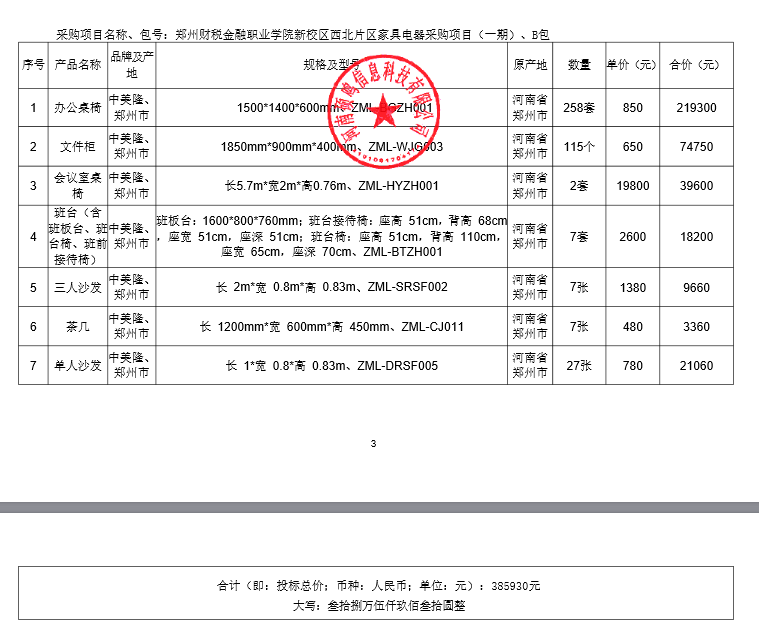 采购项目名称、包号：郑州财税金融职业学院新校区西北片区家具电器采购项目（一期）、B包
序号 产品名称 品牌及产地 规格及型号 原产地 数量 单价（元） 合价（元）
1 办公桌椅 中美隆、郑州市 1500*1400*600mm、ZML-BGZH001 河南省郑州市 258套 850 219300
2 文件柜 中美隆、郑州市 1850mm*900mm*400mm、ZML-WJG003 河南省郑州市 115个 650 74750
3 会议室桌椅 中美隆、郑州市 长5.7m*宽2m*高0.76m、ZML-HYZH001 河南省郑州市 2套 19800 39600
4 班台（含班板台、班台椅、班前接待椅） 中美隆、郑州市 班板台：1600*800*760mm；班台接待椅：座高 51cm，背高 68cm，座宽 51cm，座深 51cm；班台椅；座高 51cm，背高 110cm，座宽 65cm，座深 70cm、ZML-BTZH001 河南省郑州市 7套 2600 18200
5 三人沙发 中美隆、郑州市 长 2m*宽 0.8m*高 0.83m、ZML-SRSF002 河南省郑州市 7张 1380 9660
6 茶几 中美隆、郑州市 长 1200mm*宽 600mm*高 450mm、ZML-CJ011 河南省郑州市 7张 480 3360
7 单人沙发 中美隆、郑州市 长 1*宽 0.8*高 0.83m、ZML-DRSF005 河南省郑州市 27张 780 21060
3
合计（即：投标总价；币种：人民币；单位：元）：385930元
大写：叁拾捌万伍仟玖佰叁拾圆整